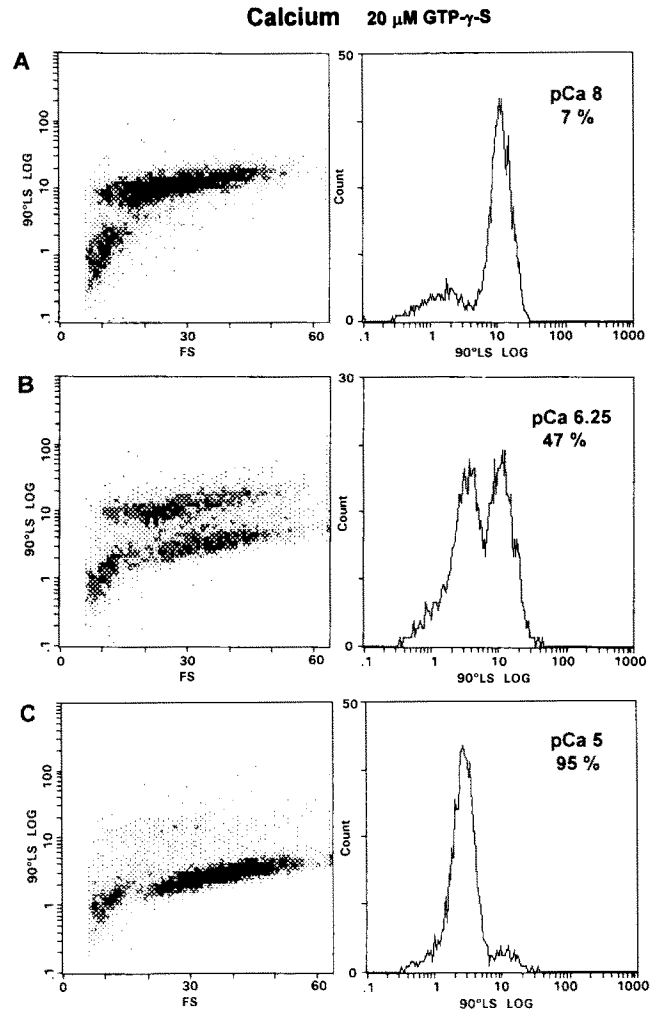 Calcium 20 µM GTP-γ-S
A
90°LS LOG
100
10
1
.1
0 30 60
FS
50
Count
0
pCa 8
7 %
.1 1 10 100 1000
90°LS LOG
B
90°LS LOG
100
10
1
.1
0 30 60
FS
30
Count
0
pCa 6.25
47 %
.1 1 10 100 1000
90°LS LOG
C
90°LS LOG
100
10
1
.1
0 30 60
FS
50
Count
0
pCa 5
95 %
.1 1 10 100 1000
90°LS LOG